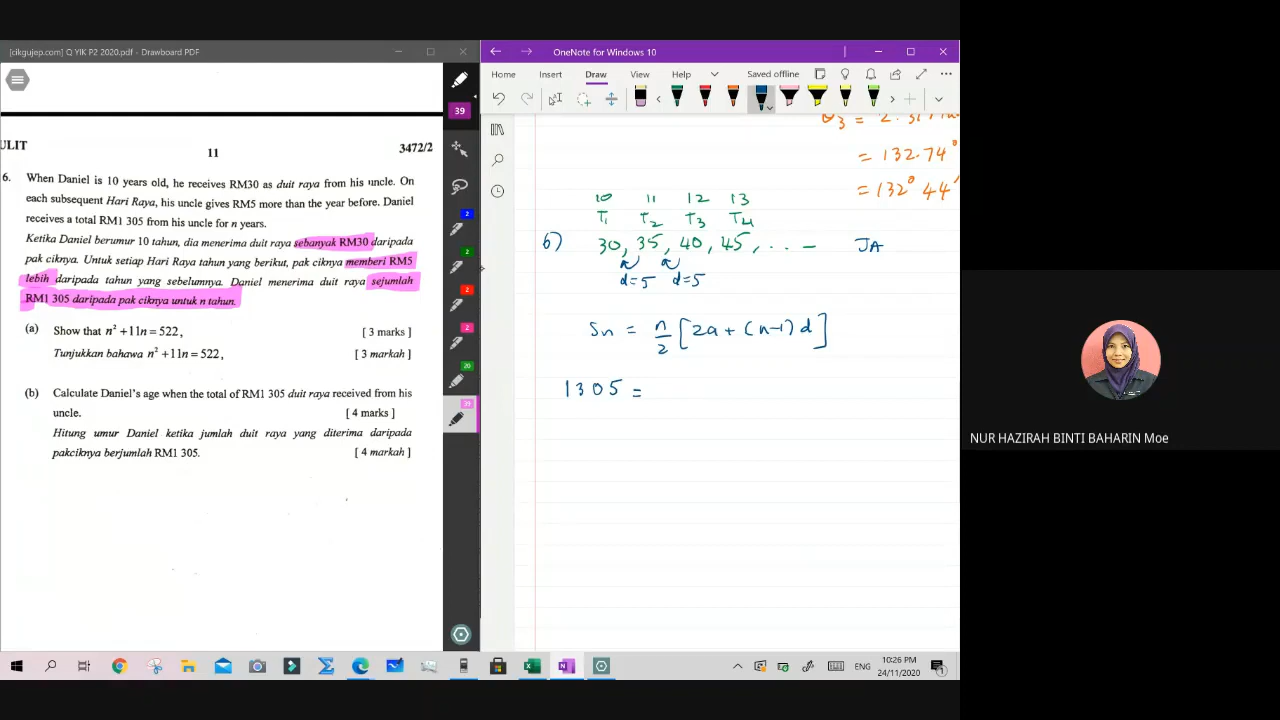 [cikgujep.com] Q YIK P2 2020.pdf - Drawboard PDF
39
ULIT
11
3472/2
6. When Daniel is 10 years old, he receives RM30 as duit raya from his uncle. On
each subsequent Hari Raya, his uncle gives RM5 more than the year before. Daniel
receives a total RM1 305 from his uncle for n years.
Ketika Daniel berumur 10 tahun, dia menerima duit raya sebanyak RM30 daripada
pak ciknya. Untuk setiap Hari Raya tahun yang berikut, pak ciknya memberi RM5
lebih daripada tahun yang sebelumnya. Daniel menerima duit raya sejumlah
RM1 305 daripada pak ciknya untuk n tahun.
(a) Show that n² + 11n = 522, [ 3 marks ]
Tunjukkan bahawa n² + 11n = 522, [ 3 markah ]
(b) Calculate Daniel's age when the total of RM1 305 duit raya received from his
uncle. [ 4 marks ]
Hitung umur Daniel ketika jumlah duit raya yang diterima daripada
pakciknya berjumlah RM1 305. [ 4 markah ]
2
2
2
2
20
39
OneNote for Windows 10
Home Insert Draw View Help Saved offline
= 132.74°
= 132° 44'
10 11 12 13
T1 T2 T3 T4
6) 30, 35, 40, 45, ... - JA
d=5 d=5
Sn = n/2 [2a + (n-1)d]
1305 =
NUR HAZIRAH BINTI BAHARIN Moe
ENG
10:26 PM
24/11/2020
1